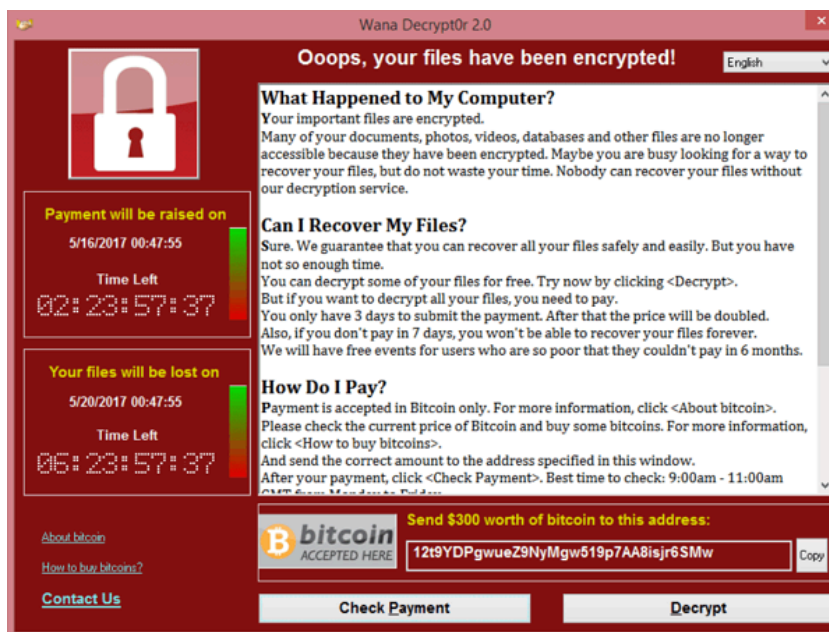 Wana Decrypt0r 2.0
Ooops, your files have been encrypted!
English
Payment will be raised on
5/16/2017 00:47:55
Time Left
02:23:57:37
Your files will be lost on
5/20/2017 00:47:55
Time Left
06:23:57:37
About bitcoin
How to buy bitcoins?
Contact Us
What Happened to My Computer?
Your important files are encrypted.
Many of your documents, photos, videos, databases and other files are no longer
accessible because they have been encrypted. Maybe you are busy looking for a way to
recover your files, but do not waste your time. Nobody can recover your files without
our decryption service.
Can I Recover My Files?
Sure. We guarantee that you can recover all your files safely and easily. But you have
not so enough time.
You can decrypt some of your files for free. Try now by clicking <Decrypt>.
But if you want to decrypt all your files, you need to pay.
You only have 3 days to submit the payment. After that the price will be doubled.
Also, if you don't pay in 7 days, you won't be able to recover your files forever.
We will have free events for users who are so poor that they couldn't pay in 6 months.
How Do I Pay?
Payment is accepted in Bitcoin only. For more information, click <About bitcoin>.
Please check the current price of Bitcoin and buy some bitcoins. For more information,
click <How to buy bitcoins>.
And send the correct amount to the address specified in this window.
After your payment, click <Check Payment>. Best time to check: 9:00am - 11:00am
GMT from Monday to Friday
bitcoin
ACCEPTED HERE
Send $300 worth of bitcoin to this address:
12t9YDPgwueZ9NyMgw519p7AA8isjr6SMw
Copy
Check Payment
Decrypt